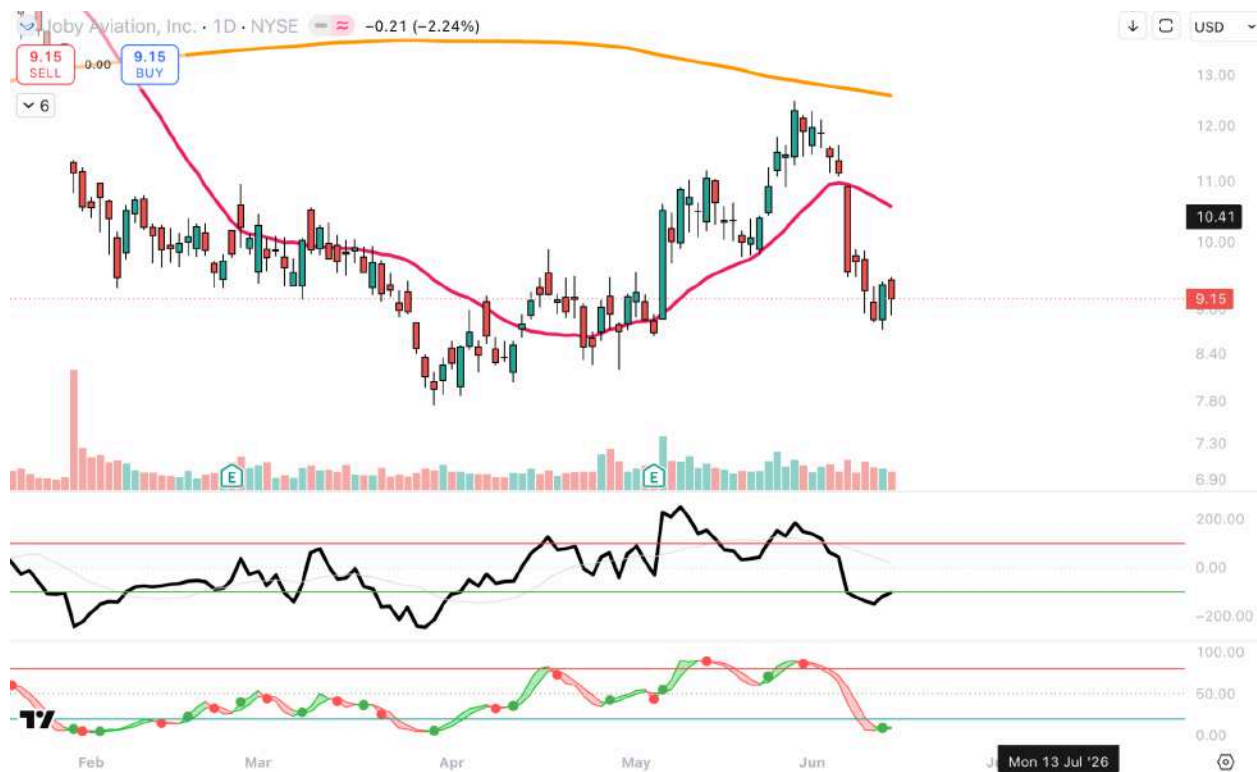 Joby Aviation, Inc. · 1D · NYSE −0.21 (−2.24%)
USD
9.15
SELL
0.00
9.15
BUY
6
13.00
12.00
11.00
10.41
10.00
9.15
9.00
8.40
7.80
7.30
6.90
E
E
200.00
0.00
−200.00
100.00
50.00
0.00
Feb
Mar
Apr
May
Jun
Mon 13 Jul '26